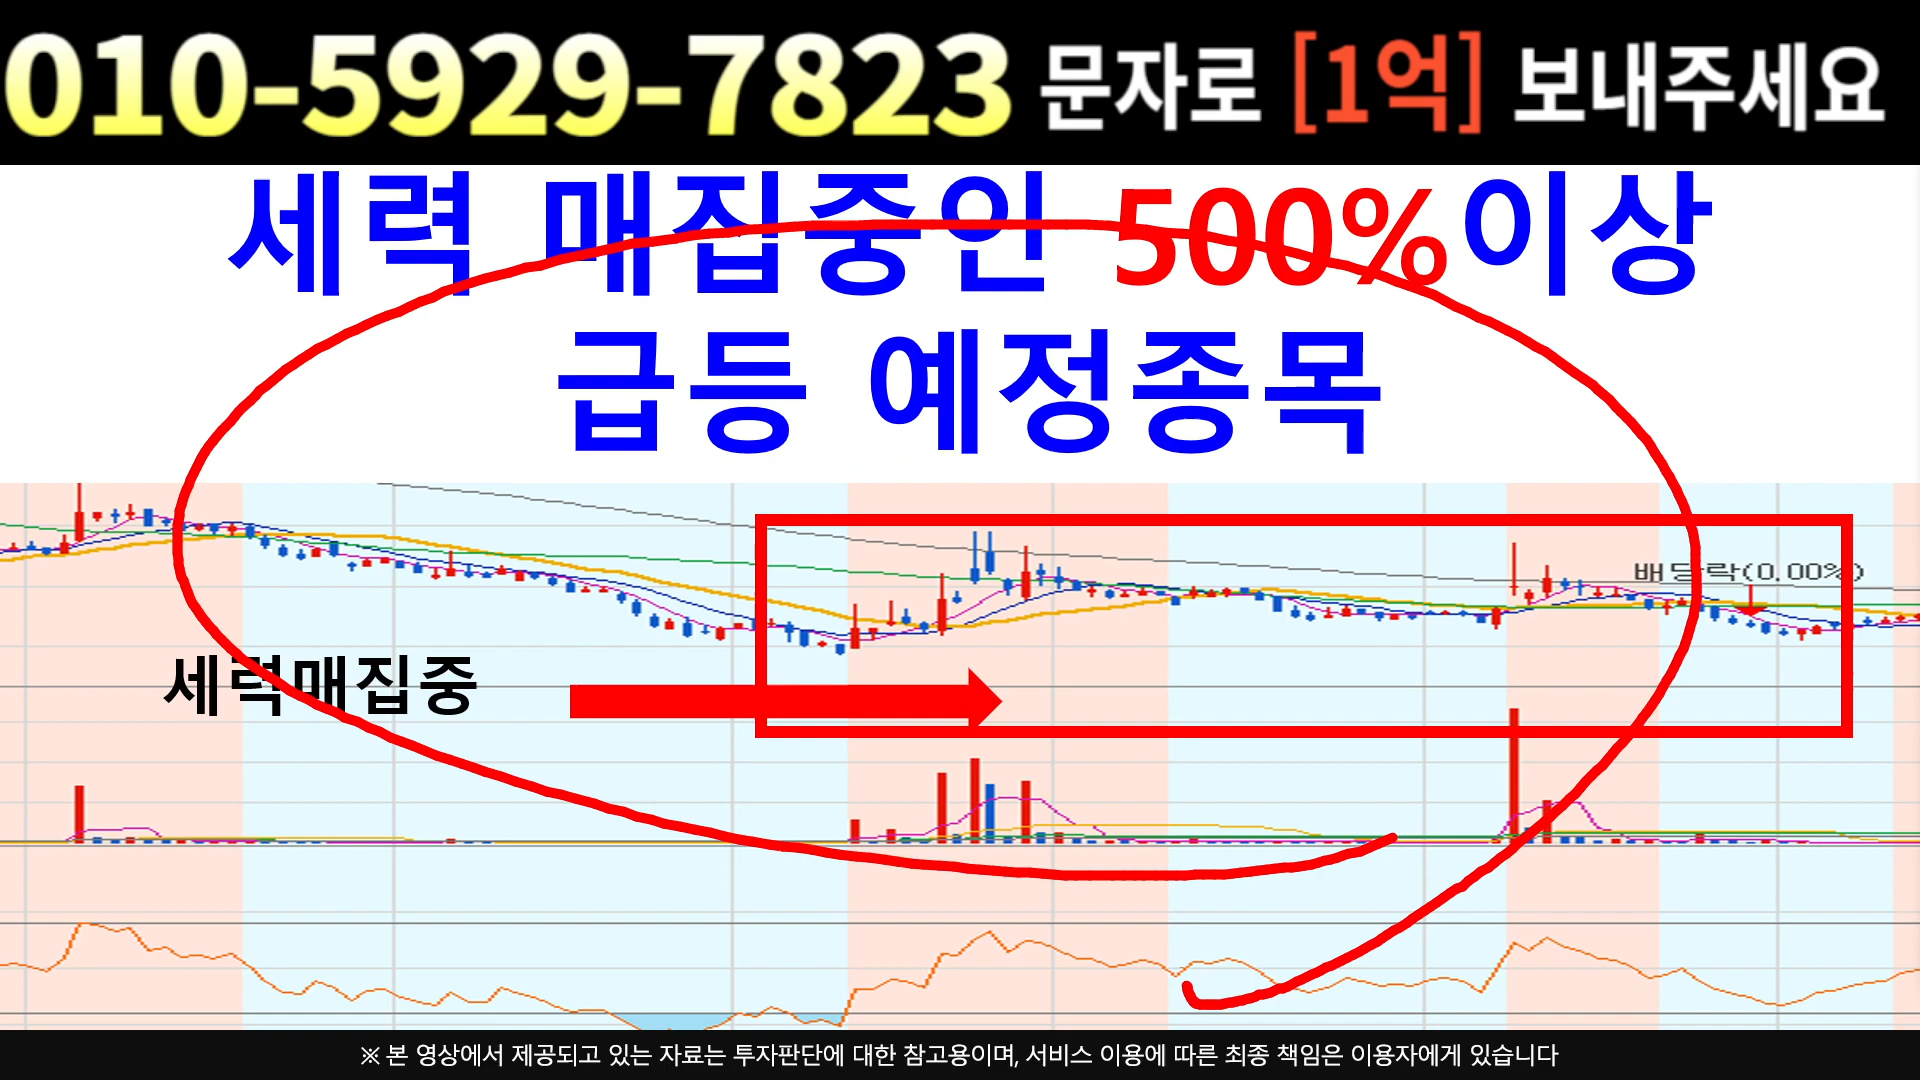 010-5929-7823 문자로 [1억] 보내주세요
세력 매집중인 500%이상
급등 예정종목
배당락(0.00%)
세력매집중
※ 본 영상에서 제공되고 있는 자료는 투자판단에 대한 참고용이며, 서비스 이용에 따른 최종 책임은 이용자에게 있습니다